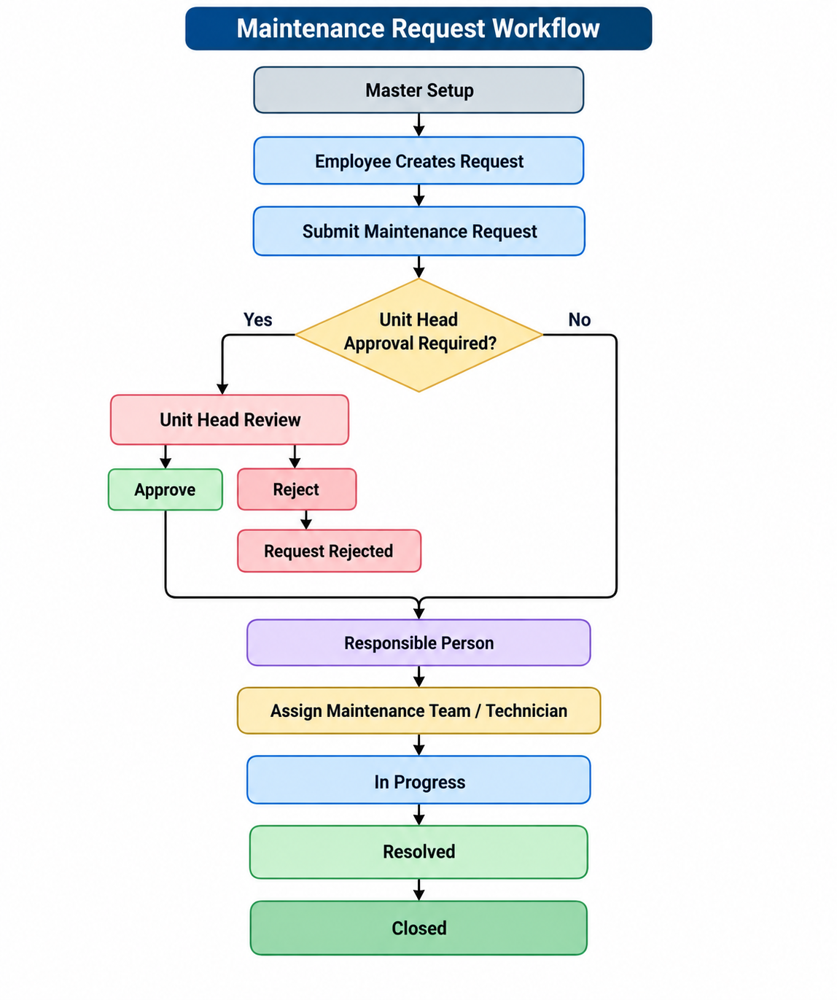 Maintenance Request Workflow
Master Setup
Employee Creates Request
Submit Maintenance Request
Yes
Unit Head
Approval Required?
No
Unit Head Review
Approve
Reject
Request Rejected
Responsible Person
Assign Maintenance Team / Technician
In Progress
Resolved
Closed